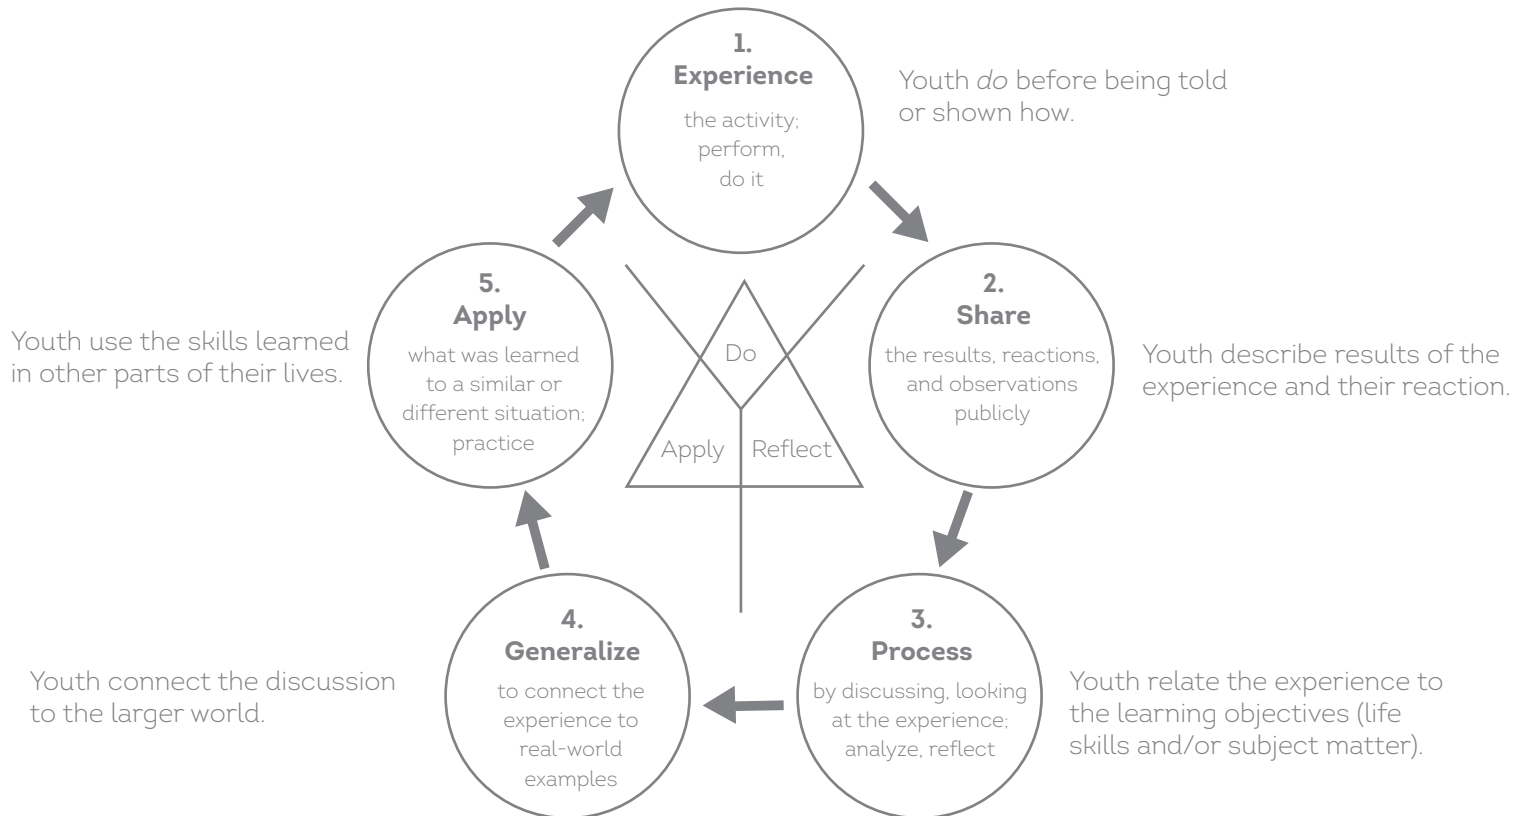 1.
Experience
the activity;
perform,
do it
Youth do before being told
or shown how.
2.
Share
the results, reactions,
and observations
publicly
Youth describe results of the
experience and their reaction.
3.
Process
by discussing, looking
at the experience;
analyze, reflect
Youth relate the experience to
the learning objectives (life
skills and/or subject matter).
4.
Generalize
to connect the
experience to
real-world
examples
Youth connect the discussion
to the larger world.
5.
Apply
what was learned
to a similar or
different situation;
practice
Youth use the skills learned
in other parts of their lives.
Do
Apply
Reflect